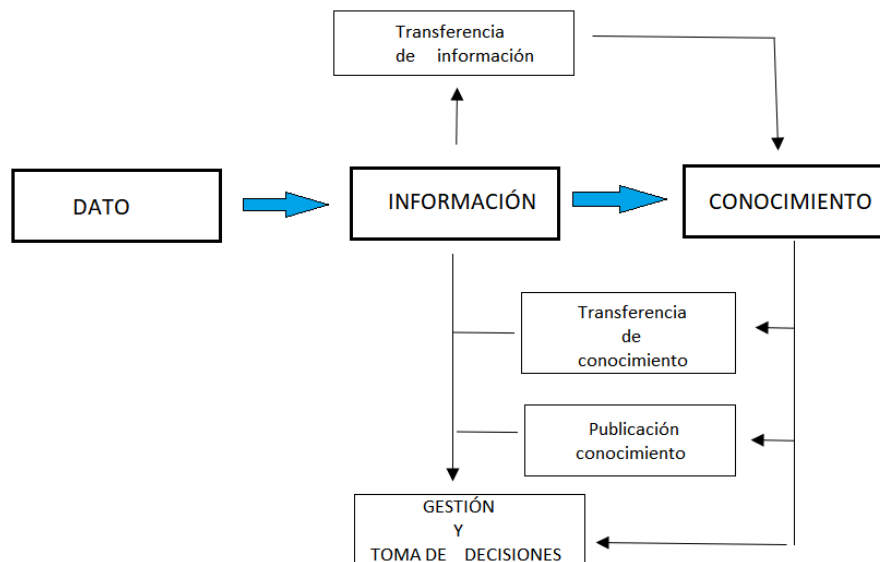 Transferencia
de información
DATO
INFORMACIÓN
CONOCIMIENTO
Transferencia
de
conocimiento
Publicación
conocimiento
GESTIÓN
Y
TOMA DE DECISIONES